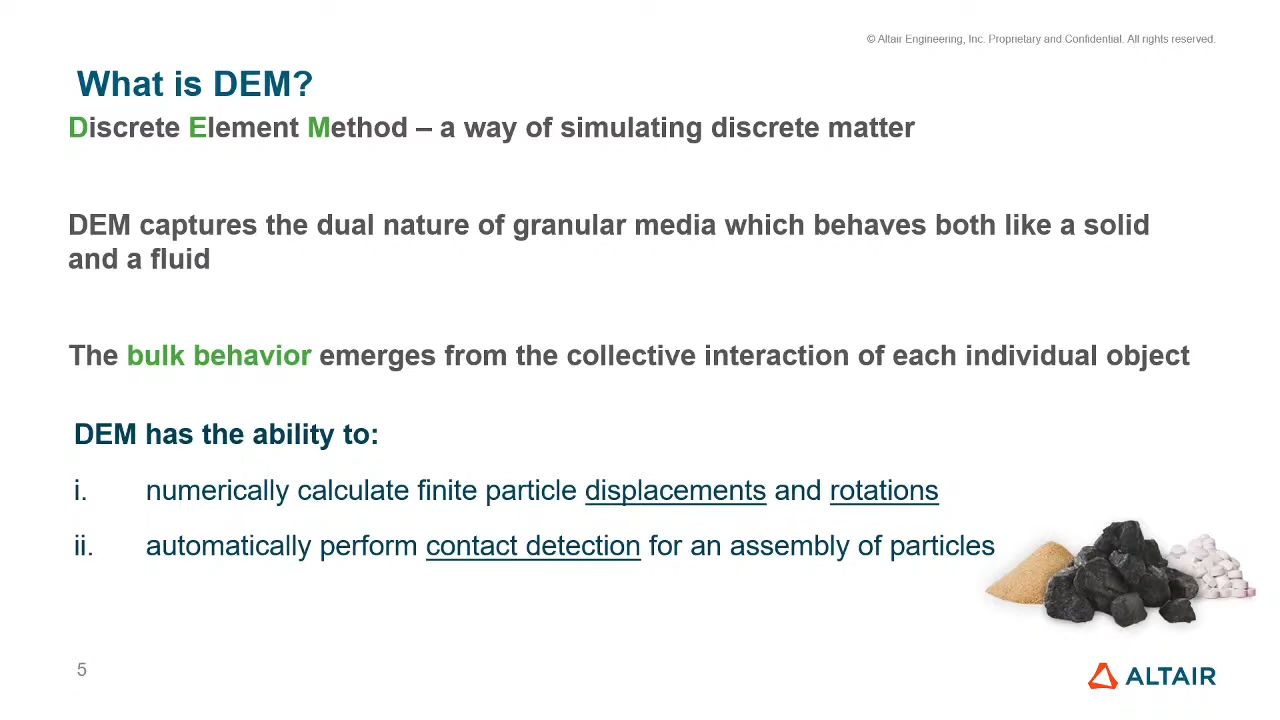 © Altair Engineering, Inc. Proprietary and Confidential. All rights reserved.
What is DEM?
Discrete Element Method – a way of simulating discrete matter
DEM captures the dual nature of granular media which behaves both like a solid
and a fluid
The bulk behavior emerges from the collective interaction of each individual object
DEM has the ability to:
i. numerically calculate finite particle displacements and rotations
ii. automatically perform contact detection for an assembly of particles
5
ALTAIR